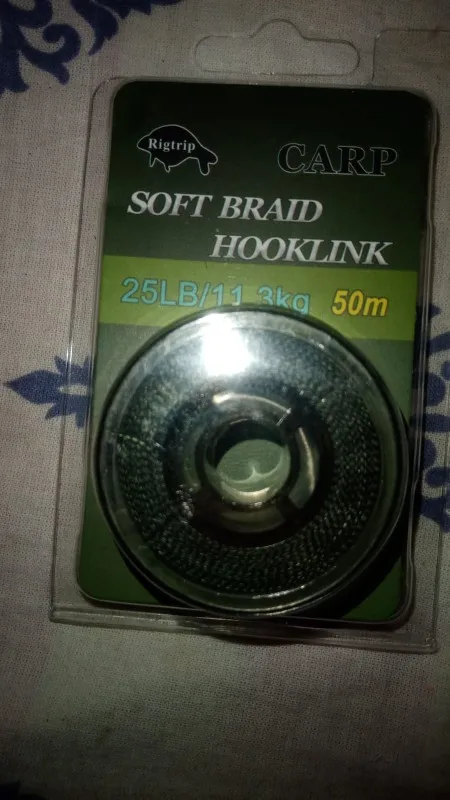 Rigtrip
CARP
SOFT BRAID
HOOKLINK
25LB/11.3kg 50m